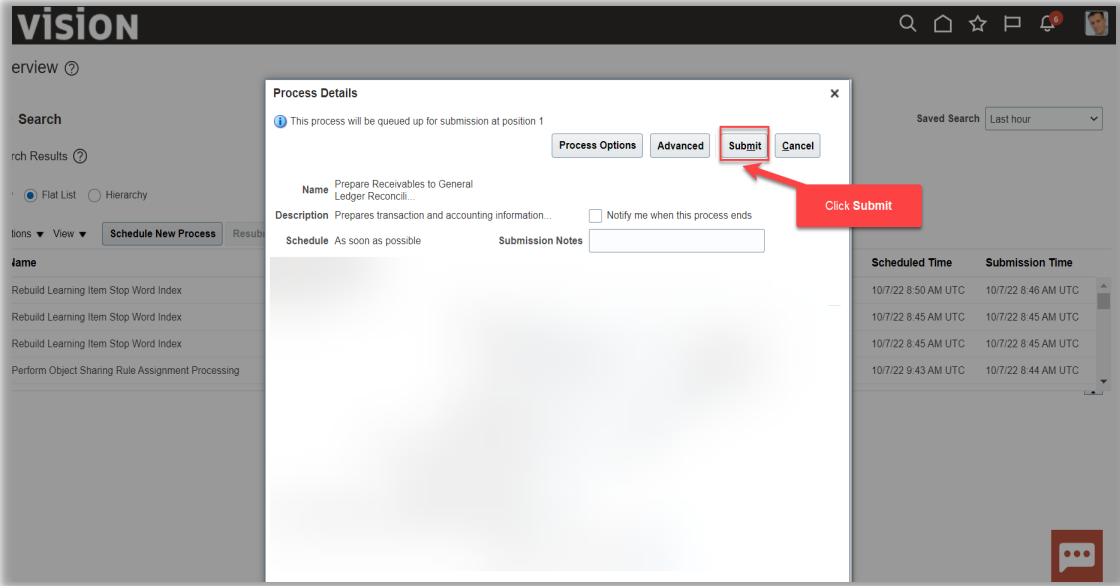 vision
6
erview ?
Process Details
i This process will be queued up for submission at position 1
Search
Saved Search Last hour
Process Options Advanced Submit Cancel
rch Results ?
Name Prepare Receivables to General
Ledger Reconcili...
Click Submit
Flat List Hierarchy
Description Prepares transaction and accounting information...
Notify me when this process ends
tions View Schedule New Process Resub
Schedule As soon as possible Submission Notes
Name Scheduled Time Submission Time
Rebuild Learning Item Stop Word Index 10/7/22 8:50 AM UTC 10/7/22 8:46 AM UTC
Rebuild Learning Item Stop Word Index 10/7/22 8:45 AM UTC 10/7/22 8:45 AM UTC
Rebuild Learning Item Stop Word Index 10/7/22 8:45 AM UTC 10/7/22 8:45 AM UTC
Perform Object Sharing Rule Assignment Processing 10/7/22 9:43 AM UTC 10/7/22 8:44 AM UTC